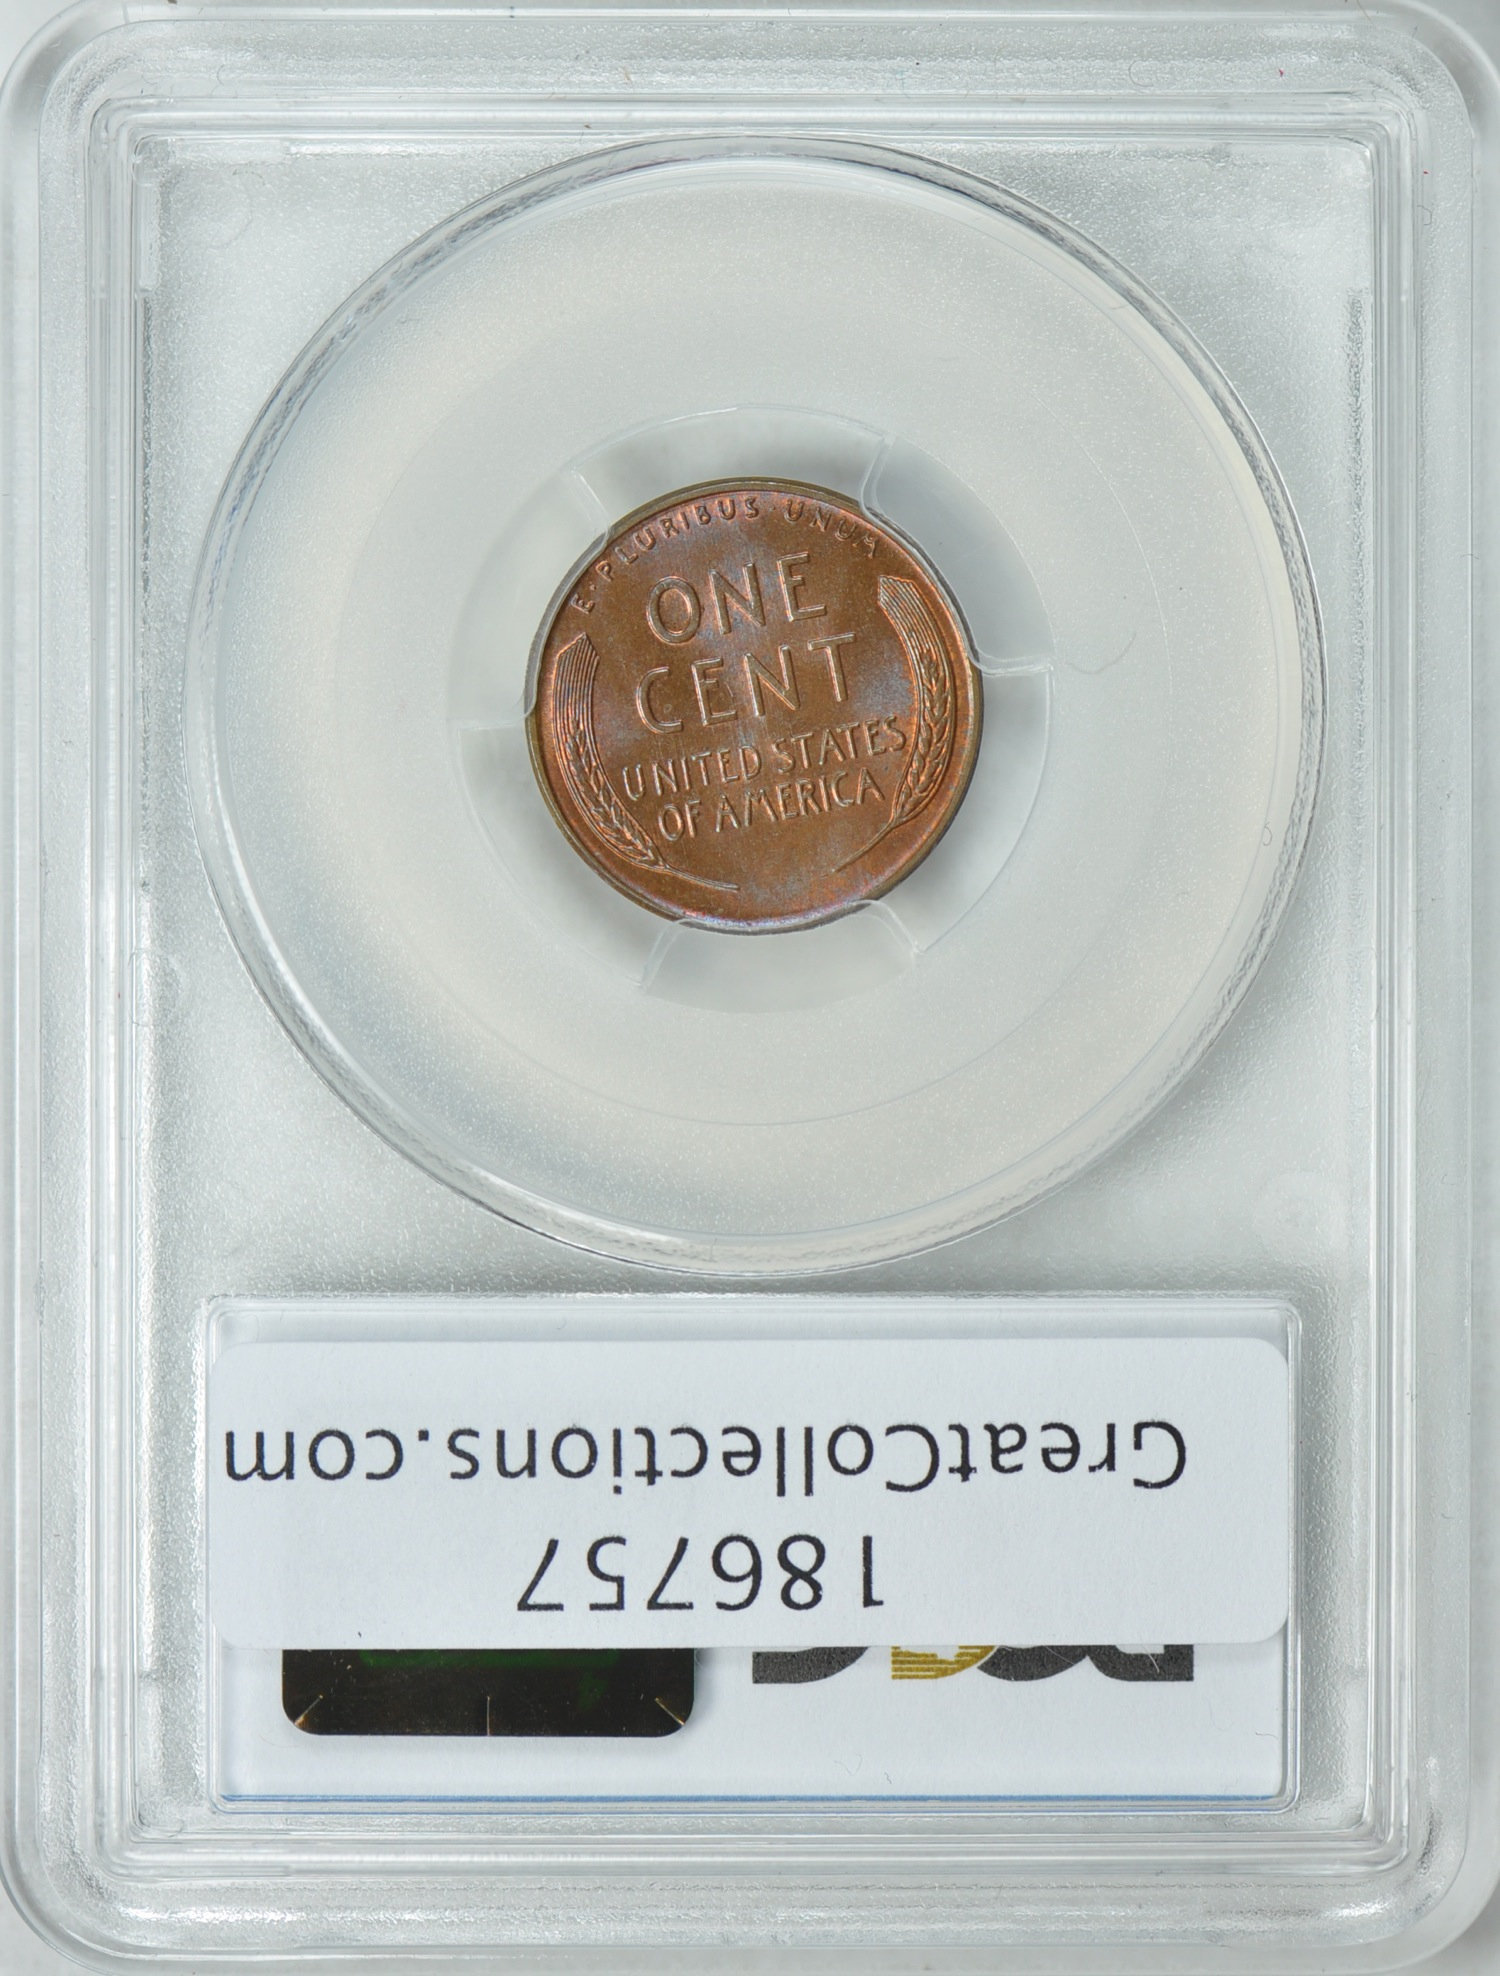 E·PLURIBUS·UNUM
ONE
CENT
UNITED STATES
OF AMERICA
GreatCollections.com
186757